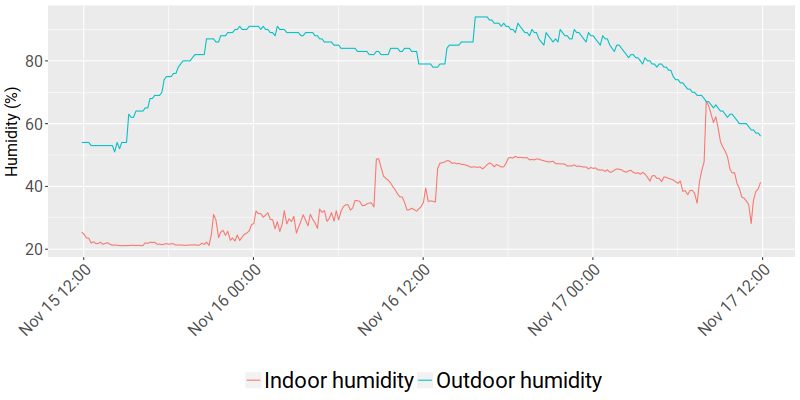 Humidity (%)
80
60
40
20
Nov 15 12:00
Nov 16 00:00
Nov 16 12:00
Nov 17 00:00
Nov 17 12:00
Indoor humidity Outdoor humidity